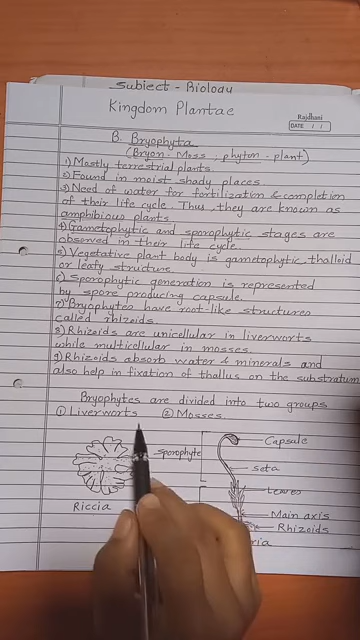 Subject - Biology
Kingdom Plantae
Rajdhani
DATE / /
B. Bryophyta
(Bryon - Moss, phyton - plant)
1) Mostly terrestrial plants
2) Found in moist shady places.
3) Need of water for fortilization & completion
of their life cycle. Thus, they are known as
amphibious plants
4) Gametophytic and sporophytic stages are
observed in their life cycle.
5) Vegetative plant body is gametophytic, thalloid
or leafy structure.
6) Sporophytic generation is represented
by spore producing capsule.
7) Bryophytes have root-like structures
called rhizoids.
8) Rhizoids are unicellular in liverworts
while multicellular in mosses.
9) Rhizoids absorb water & minerals and
also help in fixation of thallus on the substratum
Bryophytes are divided into two groups
① Liverworts ② Mosses
Capsule
Sporophyte
seta
Leaves
Riccia
Main axis
Rhizoids